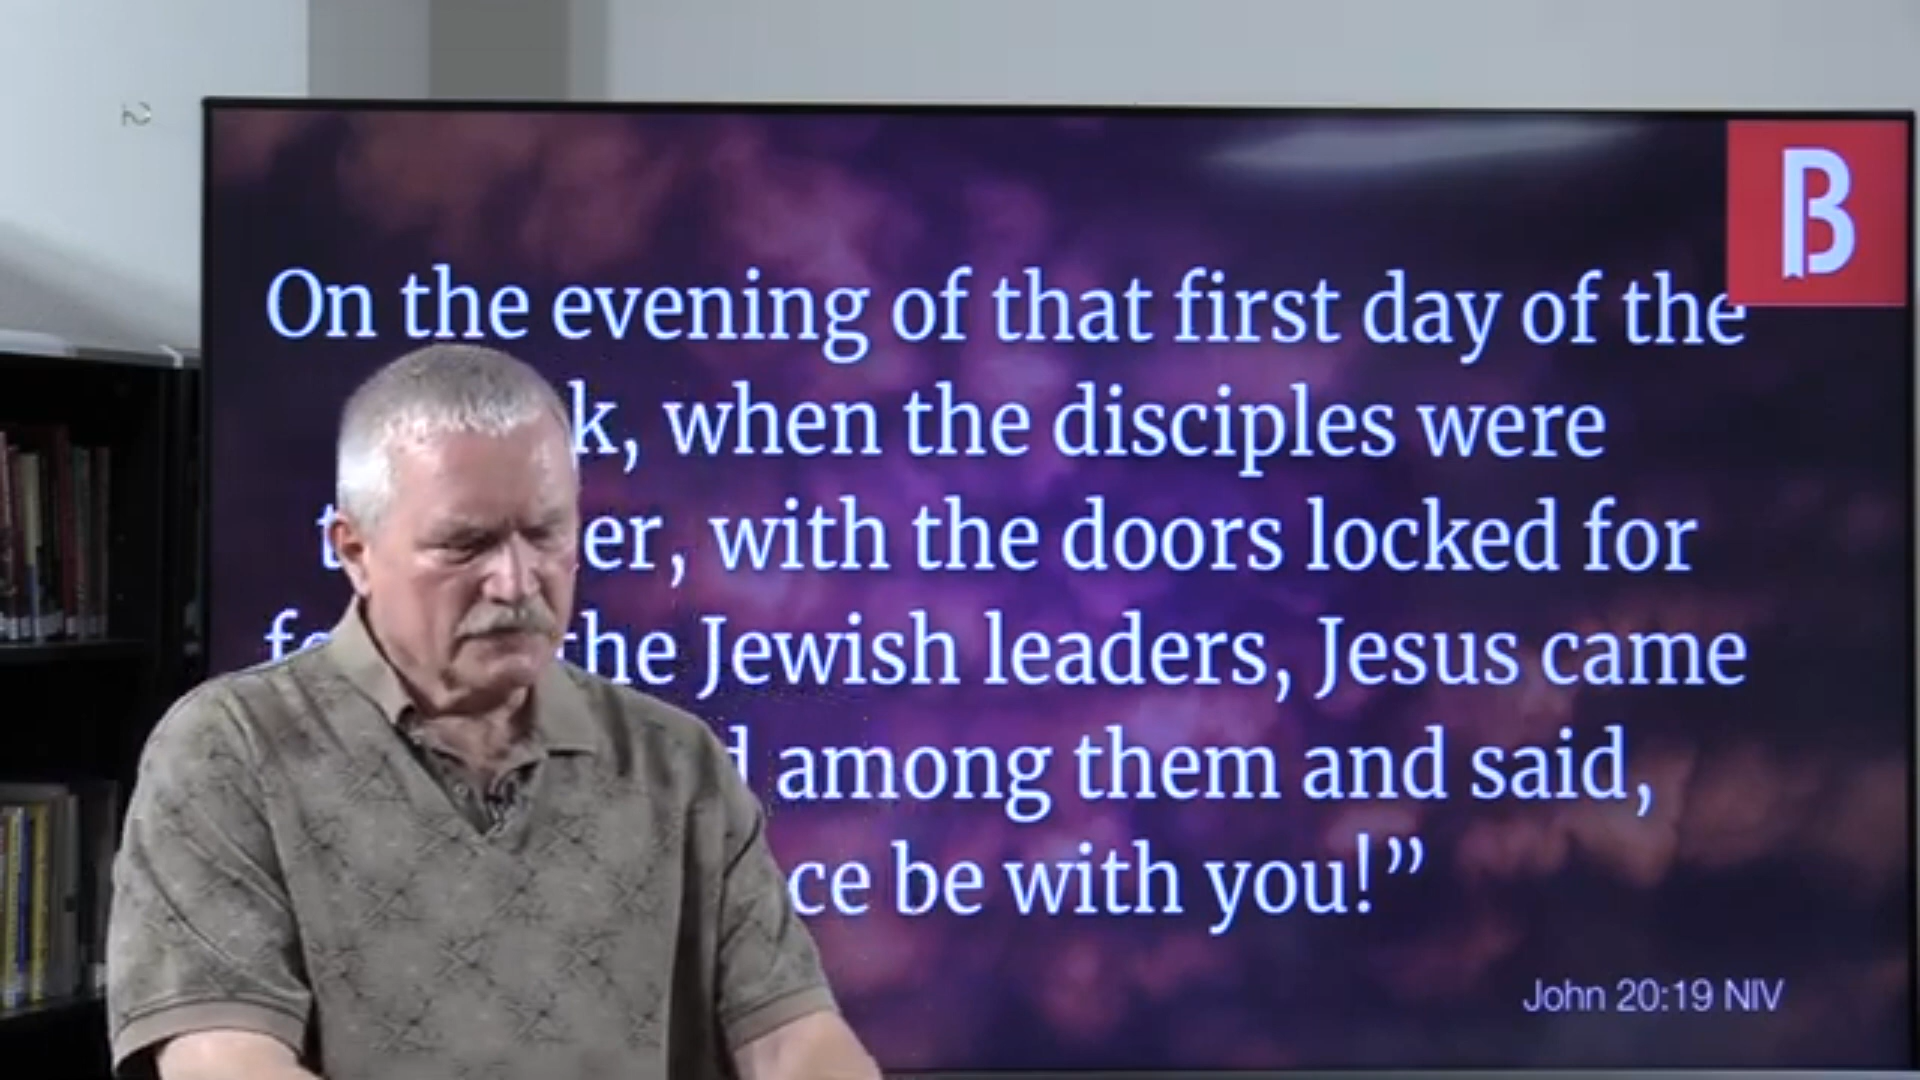 B
On the evening of that first day of the
k, when the disciples were
t er, with the doors locked for
fe the Jewish leaders, Jesus came
d among them and said,
ce be with you!”
John 20:19 NIV